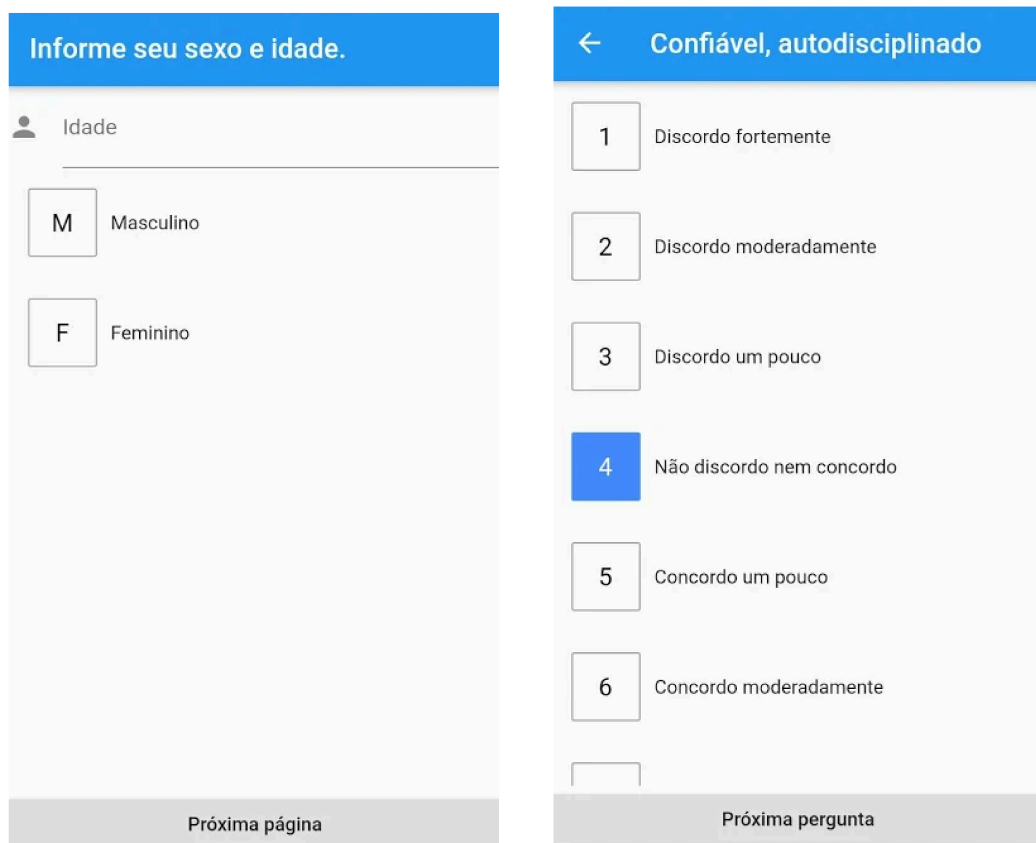 Informe seu sexo e idade.
Idade
M Masculino
F Feminino
Próxima página
Confiável, autodisciplinado
1 Discordo fortemente
2 Discordo moderadamente
3 Discordo um pouco
4 Não discordo nem concordo
5 Concordo um pouco
6 Concordo moderadamente
Próxima pergunta